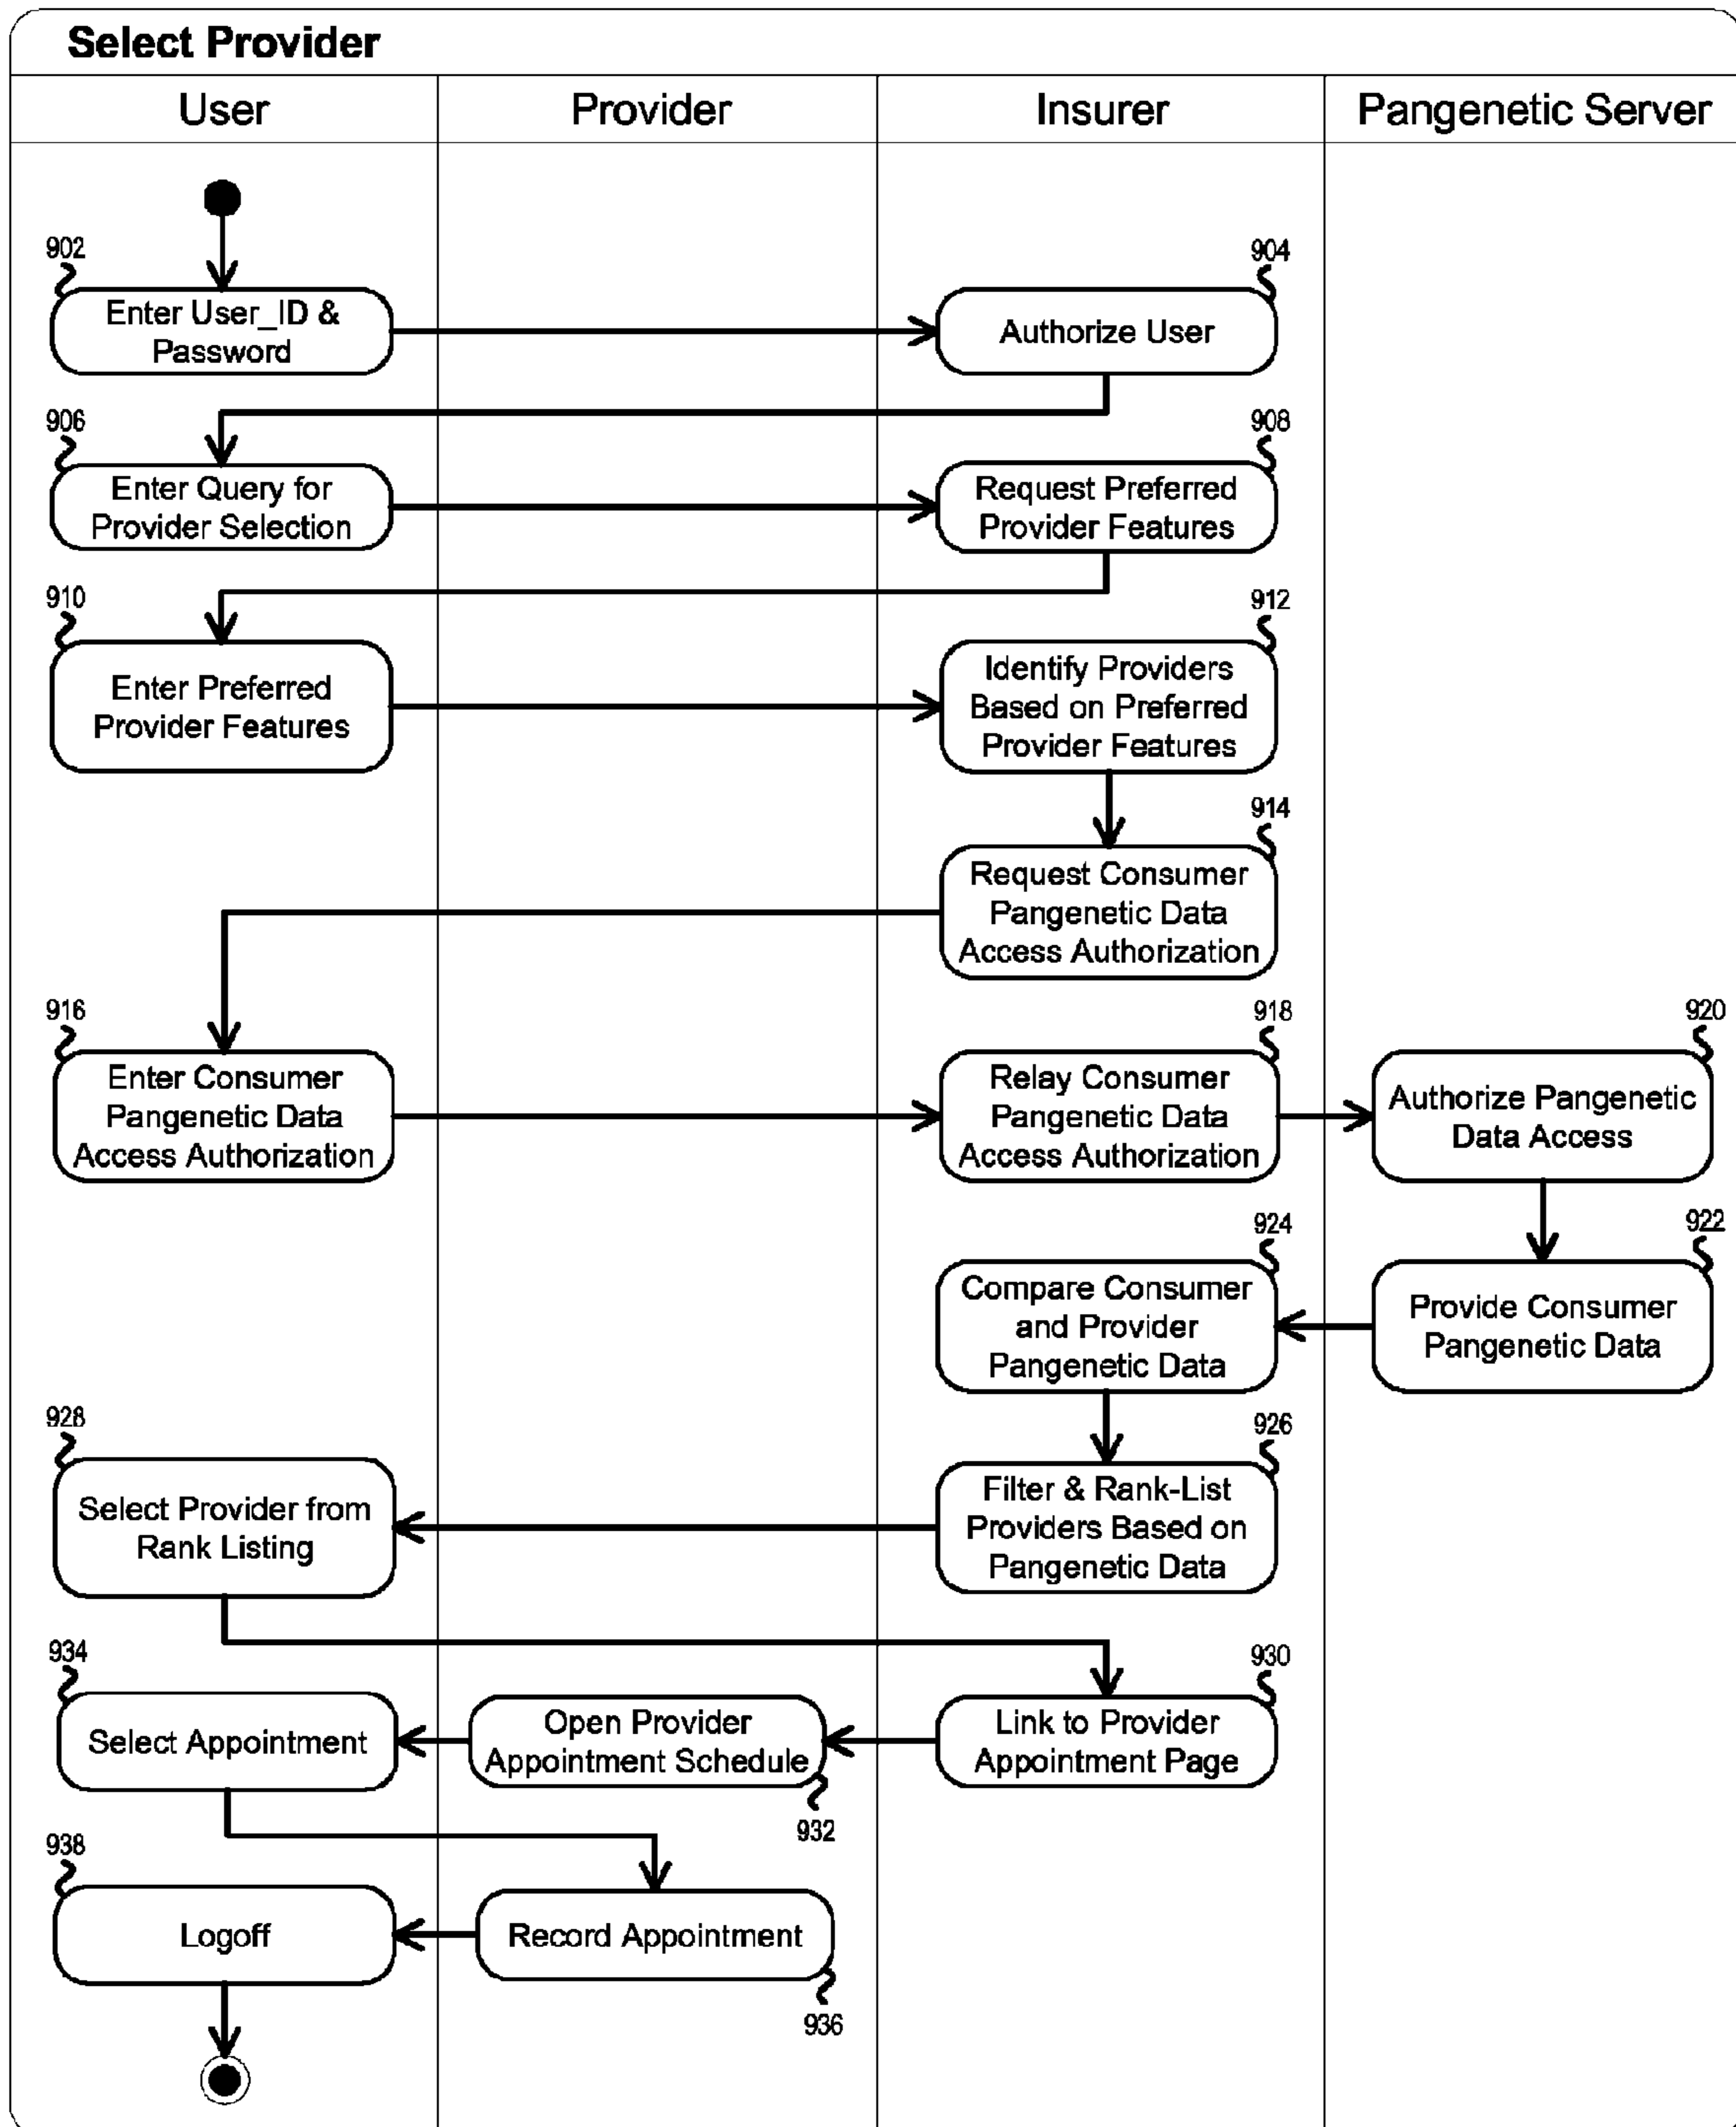 Select Provider
User
Provider
Insurer
Pangenetic Server
902
Enter User_ID &
Password
904
Authorize User
906
Enter Query for
Provider Selection
908
Request Preferred
Provider Features
910
Enter Preferred
Provider Features
912
Identify Providers
Based on Preferred
Provider Features
914
Request Consumer
Pangenetic Data
Access Authorization
916
Enter Consumer
Pangenetic Data
Access Authorization
918
Relay Consumer
Pangenetic Data
Access Authorization
920
Authorize Pangenetic
Data Access
922
Provide Consumer
Pangenetic Data
924
Compare Consumer
and Provider
Pangenetic Data
926
Filter & Rank-List
Providers Based on
Pangenetic Data
928
Select Provider from
Rank Listing
930
Link to Provider
Appointment Page
Open Provider
Appointment Schedule
932
934
Select Appointment
Record Appointment
936
938
Logoff